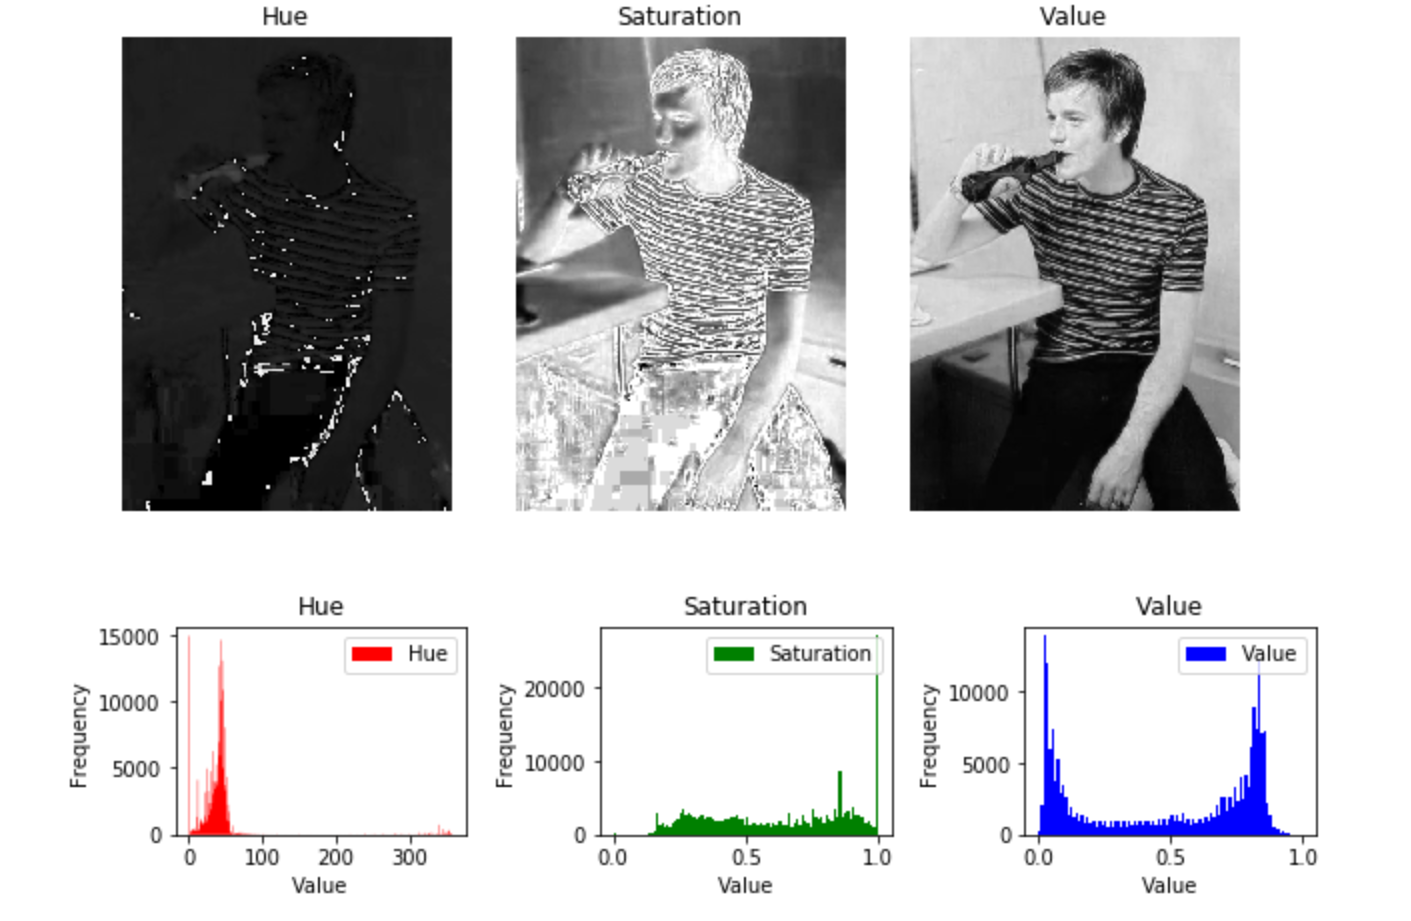 Hue Saturation Value
Hue Saturation Value
15000
10000
5000
0
Frequency
Hue
0 100 200 300
Value
20000
10000
0
Frequency
Saturation
0.0 0.5 1.0
Value
10000
5000
0
Frequency
Value
0.0 0.5 1.0
Value